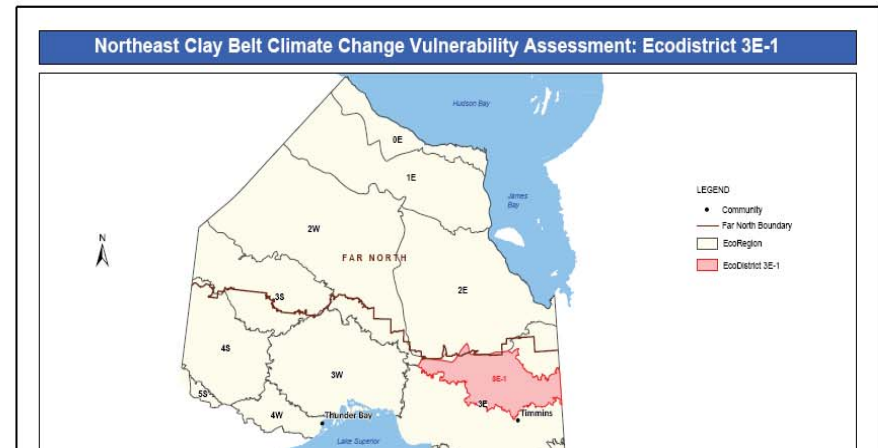 Northeast Clay Belt Climate Change Vulnerability Assessment: Ecodistrict 3E-1
Hudson Bay
0E
1E
James
Bay
LEGEND
Community
Far North Boundary
EcoRegion
EcoDistrict 3E-1
N
2W
FAR NORTH
2E
3S
4S
3W
3E-1
5S
4W
3E
Thunder Bay
Timmins
Lake Superior